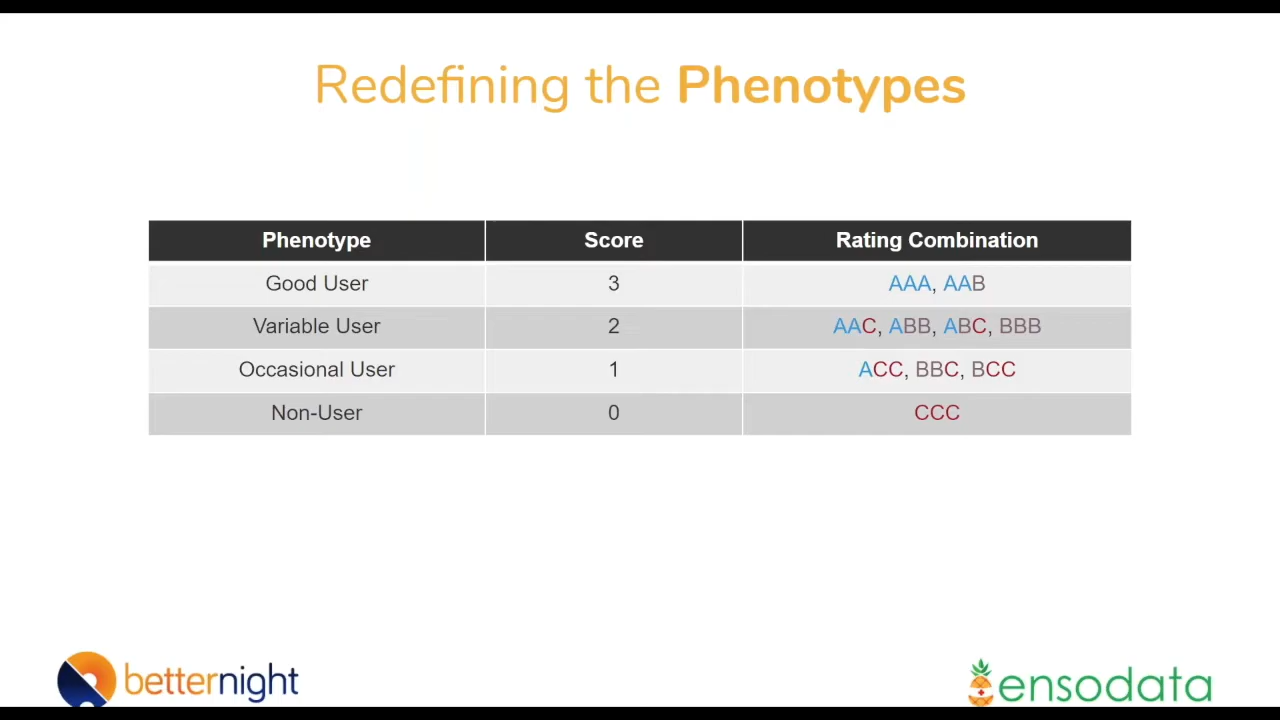 Redefining the Phenotypes
Phenotype Score Rating Combination
Good User 3 AAA, AAB
Variable User 2 AAC, ABB, ABC, BBB
Occasional User 1 ACC, BBC, BCC
Non-User 0 CCC
betternight
ensodata